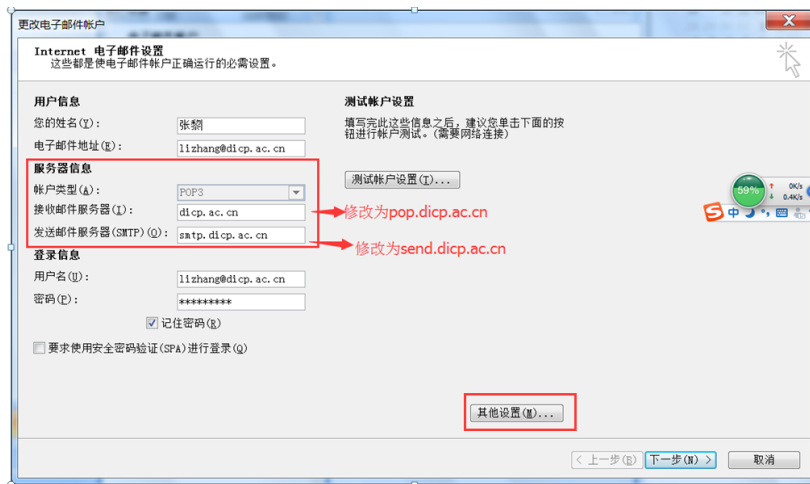 更改电子邮件帐户
Internet 电子邮件设置
这些都是使电子邮件帐户正确运行的必需设置。
用户信息
您的姓名(Y):
张黎
电子邮件地址(E):
lizhang@dicp.ac.cn
服务器信息
帐户类型(A):
POP3
接收邮件服务器(I):
dicp.ac.cn
修改为pop.dicp.ac.cn
发送邮件服务器(SMTP)(O):
smtp.dicp.ac.cn
修改为send.dicp.ac.cn
登录信息
用户名(U):
lizhang@dicp.ac.cn
密码(P):
*********
记住密码(R)
要求使用安全密码验证(SPA)进行登录(Q)
测试帐户设置
填写完此这些信息之后，建议您单击下面的按
钮进行帐户测试。(需要网络连接)
测试帐户设置(T)...
59%
0K/s
0.4K/s
S 中
其他设置(M)...
< 上一步(B)
下一步(N) >
取消